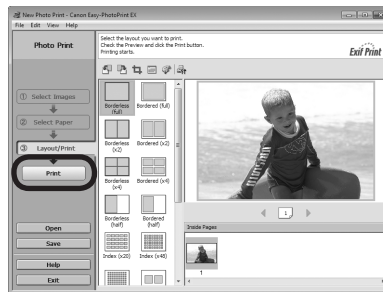 New Photo Print - Canon Easy-PhotoPrint EX
File Edit View Help
Photo Print
Select the layout you want to print.
Check the Preview and click the Print button.
Printing starts.
Exif Print
① Select Images
② Select Paper
③ Layout/Print
Print
Open
Save
Help
Exit
Borderless (full)
Bordered (full)
Borderless (x2)
Bordered (x2)
Borderless (x4)
Bordered (x4)
Borderless (half)
Bordered (half)
Index (x20)
Index (x48)
1
Inside Pages
1